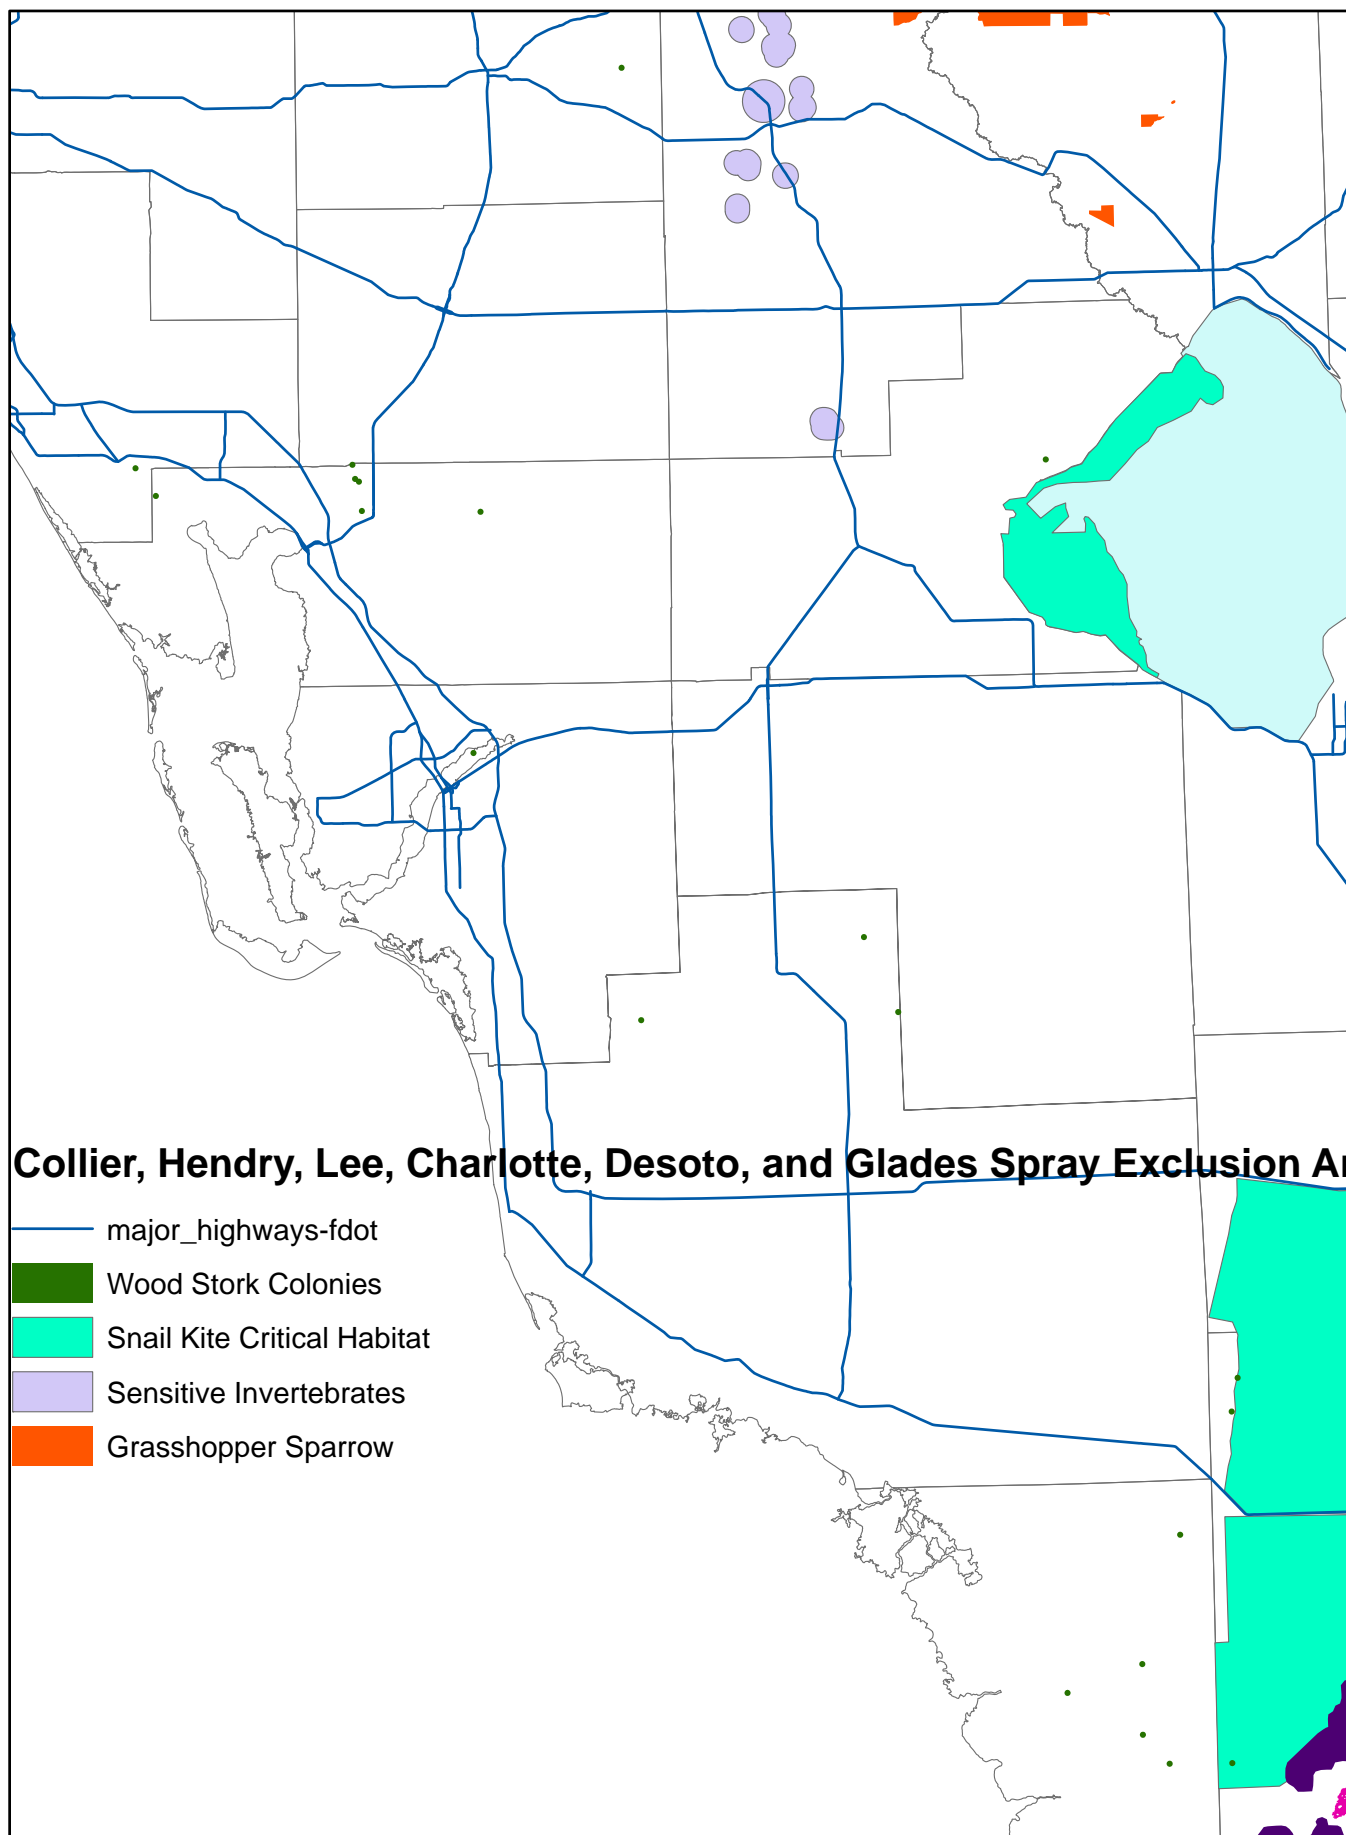 Collier, Hendry, Lee, Charlotte, Desoto, and Glades Spray Exclusion Ar
major_highways-fdot
Wood Stork Colonies
Snail Kite Critical Habitat
Sensitive Invertebrates
Grasshopper Sparrow